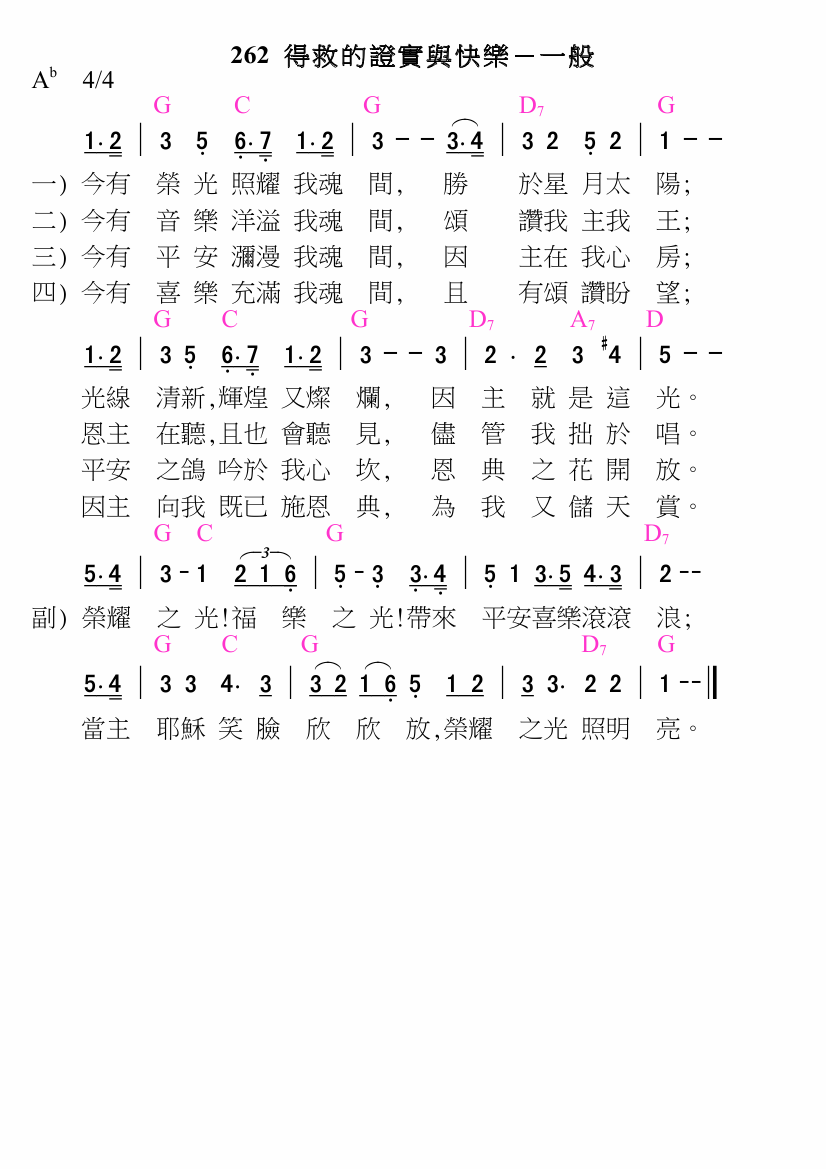 262 得救的證實與快樂－一般
A♭ 4/4
G C G D7 G
1·2 | 3 5 6·7 1·2 | 3 - - 3·4 | 3 2 5 2 | 1 - -
一) 今有 榮 光 照耀 我魂 間, 勝 於星 月太 陽;
二) 今有 音 樂 洋溢 我魂 間, 頌 讚我 主我 王;
三) 今有 平 安 瀰漫 我魂 間, 因 主在 我心 房;
四) 今有 喜 樂 充滿 我魂 間, 且 有頌 讚盼 望;
G C G D7 A7 D
1·2 | 3 5 6·7 1·2 | 3 - - 3 | 2 · 2 3 #4 | 5 - -
光線 清新,輝煌 又燦 爛, 因 主 就 是 這 光。
恩主 在聽,且也 會聽 見, 儘 管 我 拙 於 唱。
平安 之鴿 吟於 我心 坎, 恩 典 之 花 開 放。
因主 向我 既已 施恩 典, 為 我 又 儲 天 賞。
G C G D7
5·4 | 3 - 1 2 1 6 | 5 - 3 3·4 | 5 1 3·5 4·3 | 2 - -
3
副) 榮耀 之 光!福 樂 之 光!帶來 平安喜樂滾滾 浪;
G C G D7 G
5·4 | 3 3 4· 3 | 3 2 1 6 5 1 2 | 3 3· 2 2 | 1 - - ‖
當主 耶穌 笑 臉 欣 欣 放,榮耀 之光 照明 亮。